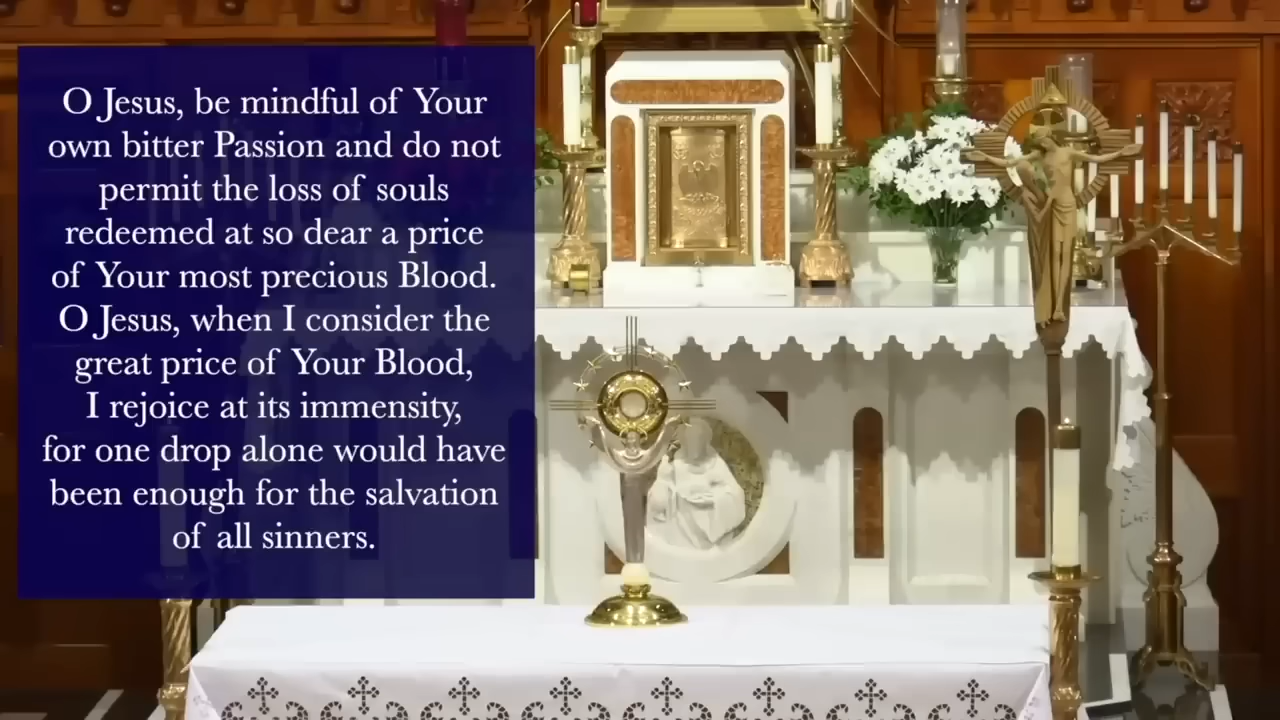 O Jesus, be mindful of Your
own bitter Passion and do not
permit the loss of souls
redeemed at so dear a price
of Your most precious Blood.
O Jesus, when I consider the
great price of Your Blood,
I rejoice at its immensity,
for one drop alone would have
been enough for the salvation
of all sinners.